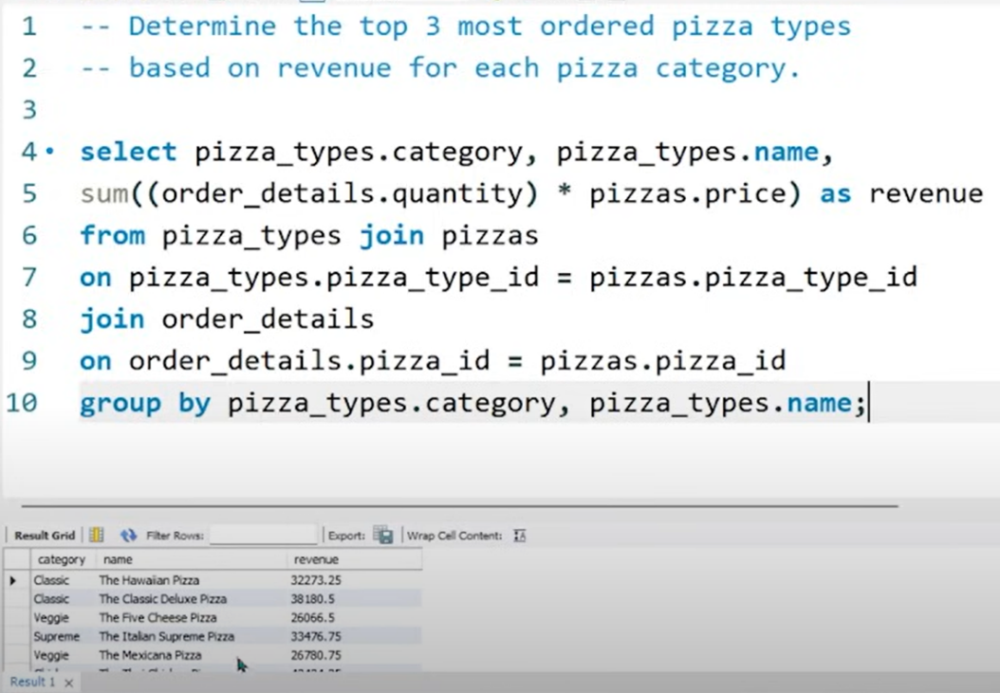 1 -- Determine the top 3 most ordered pizza types
2 -- based on revenue for each pizza category.
3
4 select pizza_types.category, pizza_types.name,
5 sum((order_details.quantity) * pizzas.price) as revenue
6 from pizza_types join pizzas
7 on pizza_types.pizza_type_id = pizzas.pizza_type_id
8 join order_details
9 on order_details.pizza_id = pizzas.pizza_id
10 group by pizza_types.category, pizza_types.name;
Result Grid Filter Rows: Export: Wrap Cell Content:
category name revenue
Classic The Hawaiian Pizza 32273.25
Classic The Classic Deluxe Pizza 38180.5
Veggie The Five Cheese Pizza 26066.5
Supreme The Italian Supreme Pizza 33476.75
Veggie The Mexicana Pizza 26780.75
Result 1 ×